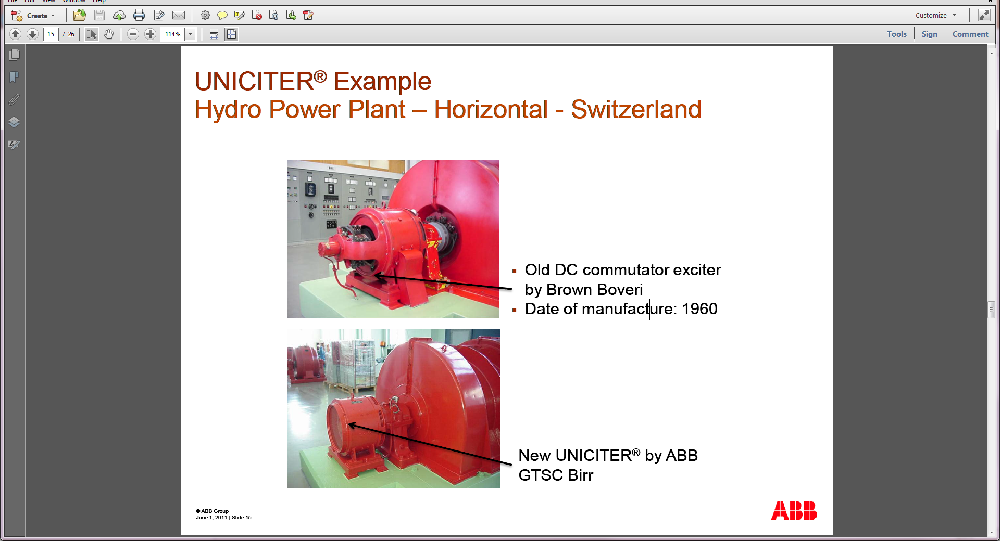 File Edit View Window Help
Create
Customize
15 / 26
114%
Tools Sign Comment
UNICITER® Example
Hydro Power Plant – Horizontal - Switzerland
BBC
▪ Old DC commutator exciter
by Brown Boveri
▪ Date of manufacture: 1960
New UNICITER® by ABB
GTSC Birr
© ABB Group
June 1, 2011 | Slide 15
ABB